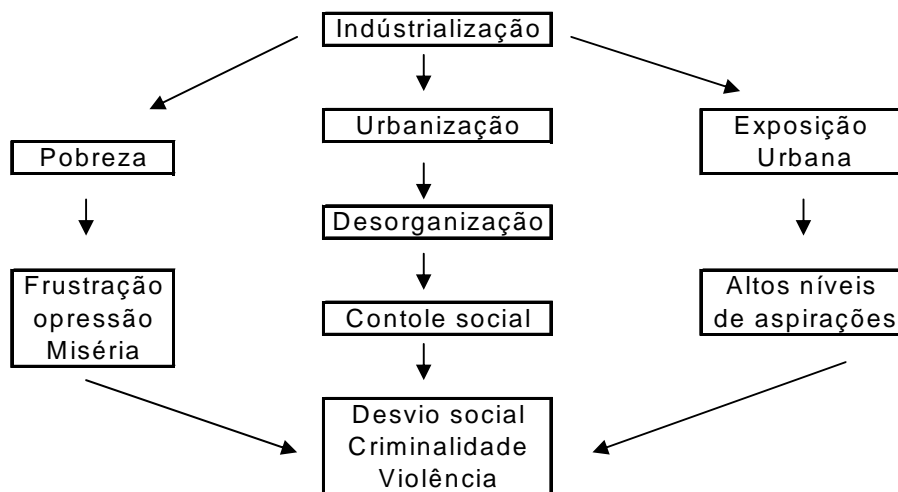 Indústrialização
Urbanização
Exposição
Urbana
Pobreza
Desorganização
Frustração
opressão
Miséria
Contole social
Altos níveis
de aspirações
Desvio social
Criminalidade
Violência